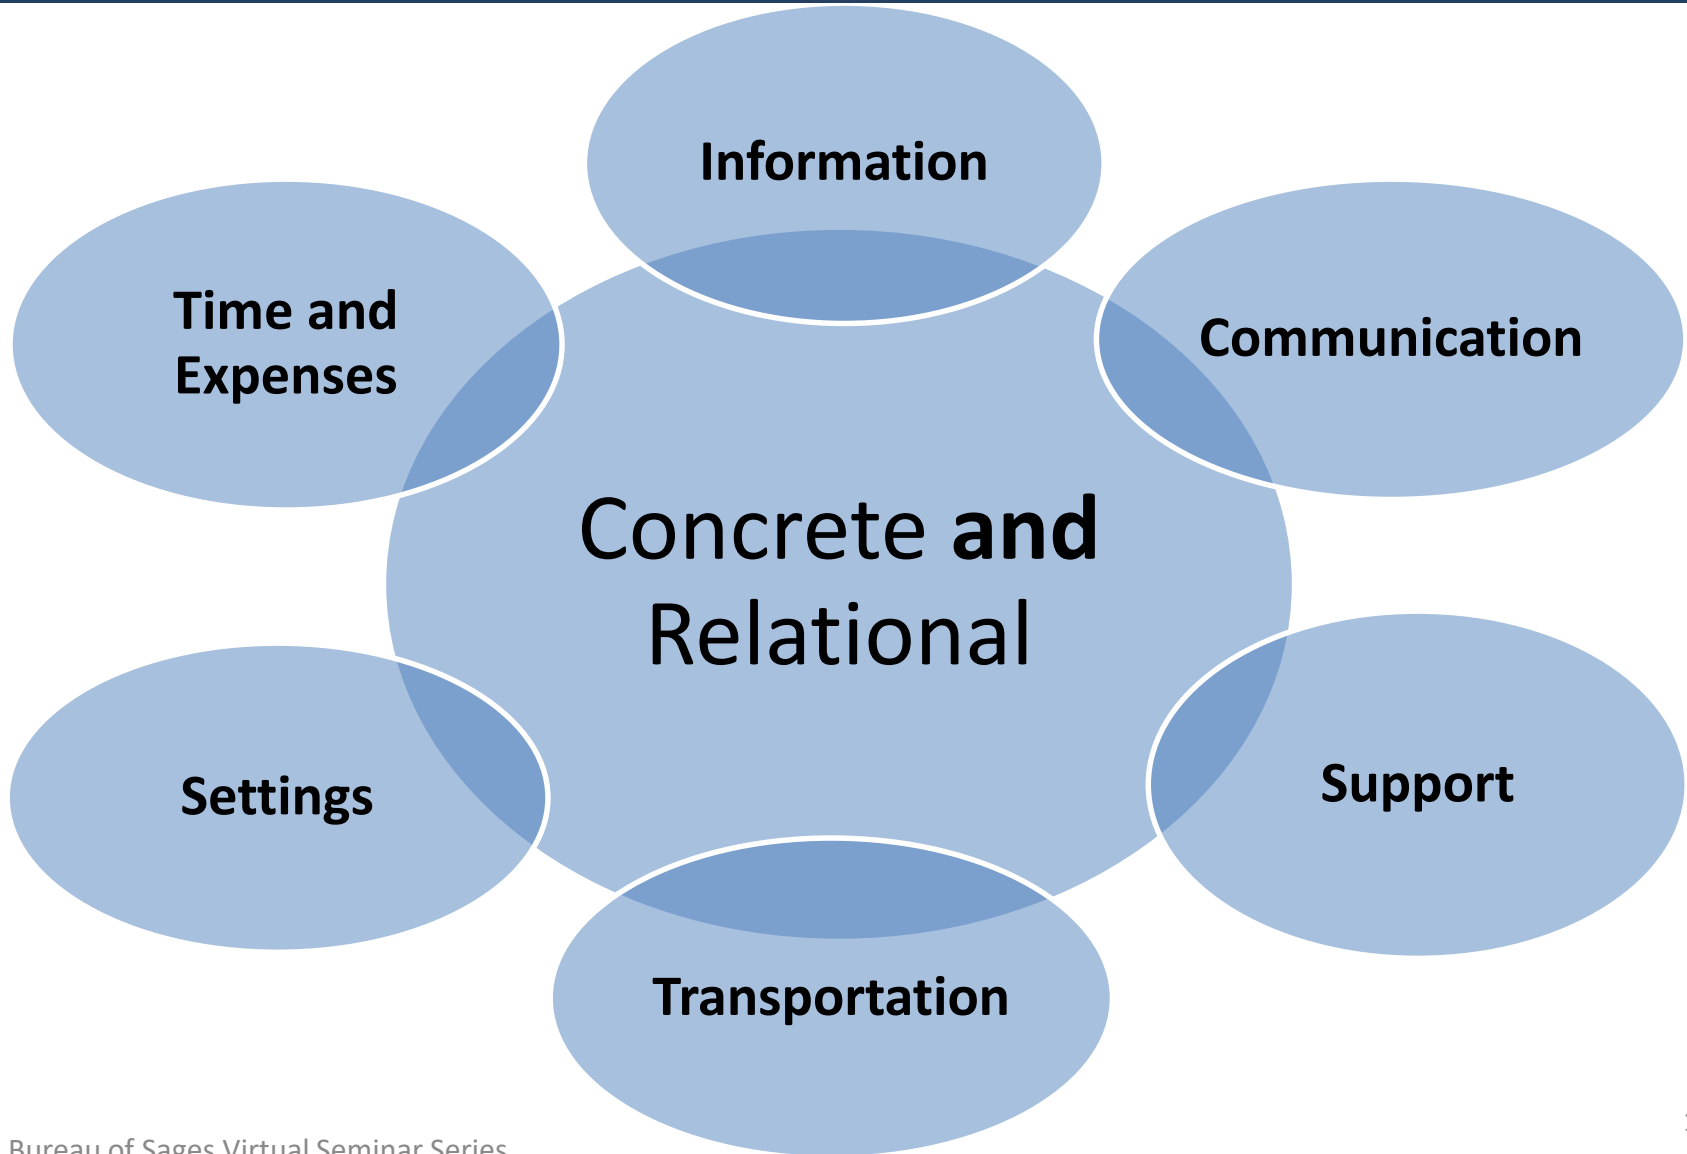 Information
Communication
Time and
Expenses
Concrete and
Relational
Support
Settings
Transportation
Bureau of Sages Virtual Seminar Series